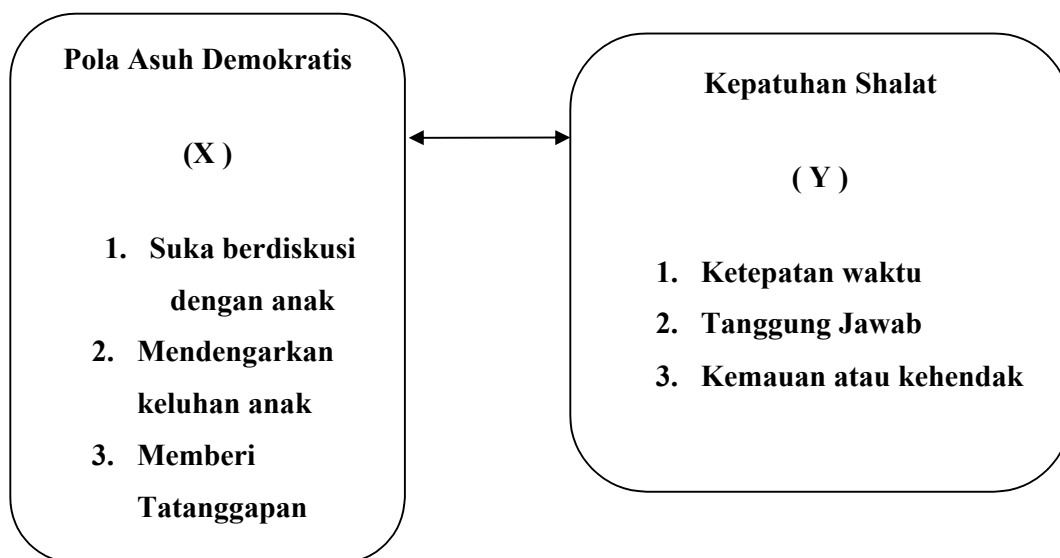 Pola Asuh Demokratis
(X )
1. Suka berdiskusi
dengan anak
2. Mendengarkan
keluhan anak
3. Memberi
Tatanggapan
Kepatuhan Shalat
( Y )
1. Ketepatan waktu
2. Tanggung Jawab
3. Kemauan atau kehendak